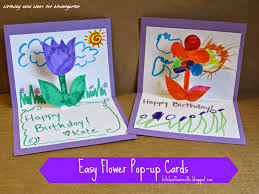 birthday card ideas for kindergarten
Happy
Birthday!
Kate
Happy
Birthday!
Easy Flower Pop-up Cards